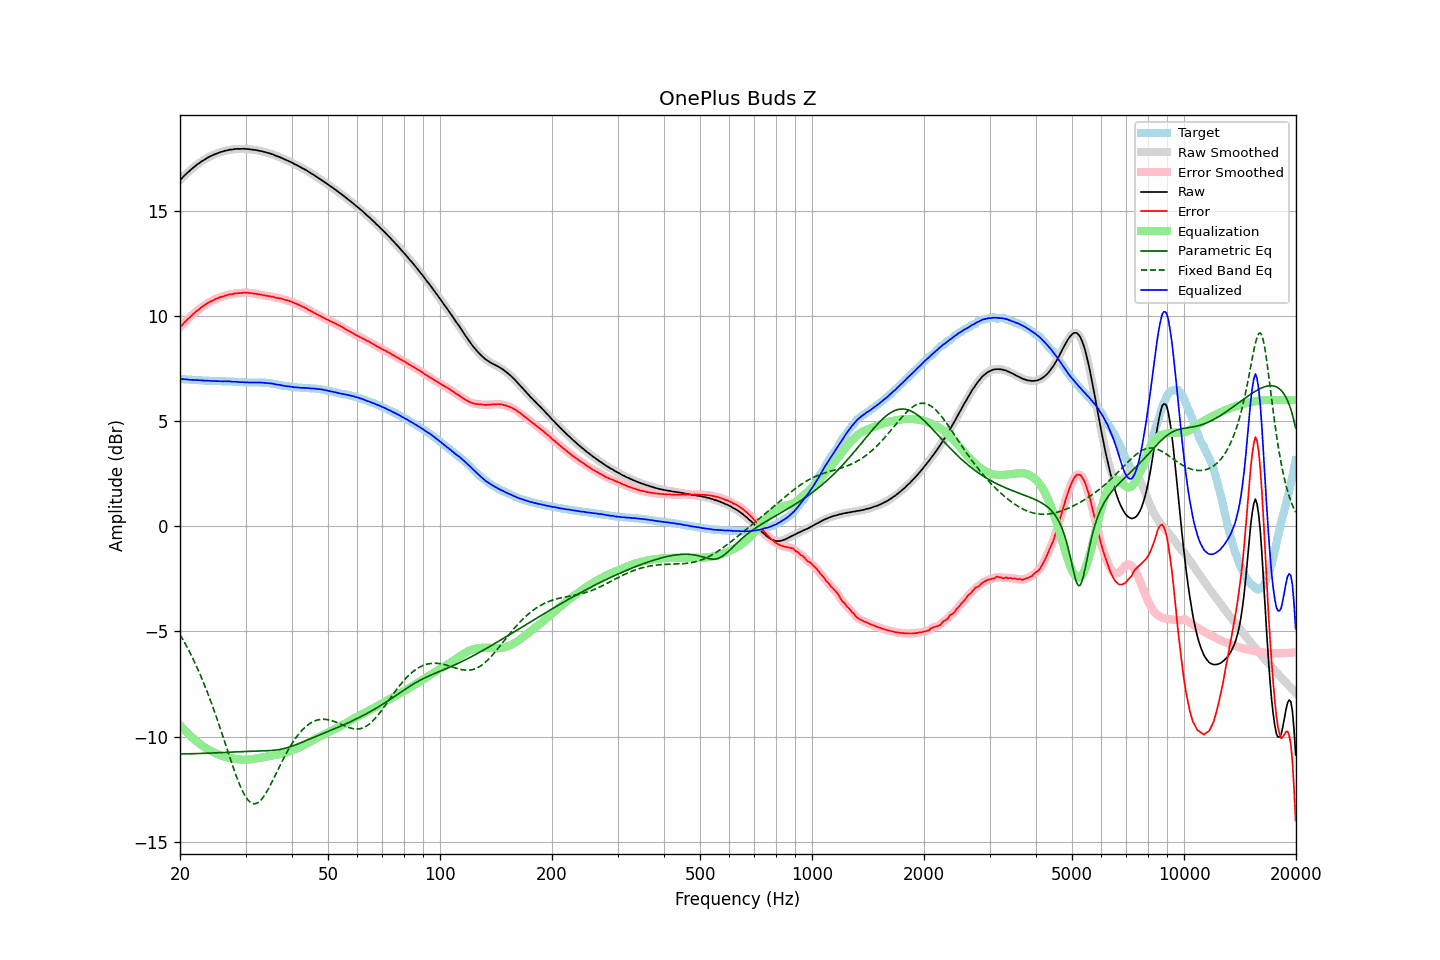 OnePlus Buds Z
Target
Raw Smoothed
Error Smoothed
Raw
Error
Equalization
Parametric Eq
Fixed Band Eq
Equalized
Amplitude (dBr)
15
10
5
0
−5
−10
−15
20 50 100 200 500 1000 2000 5000 10000 20000
Frequency (Hz)